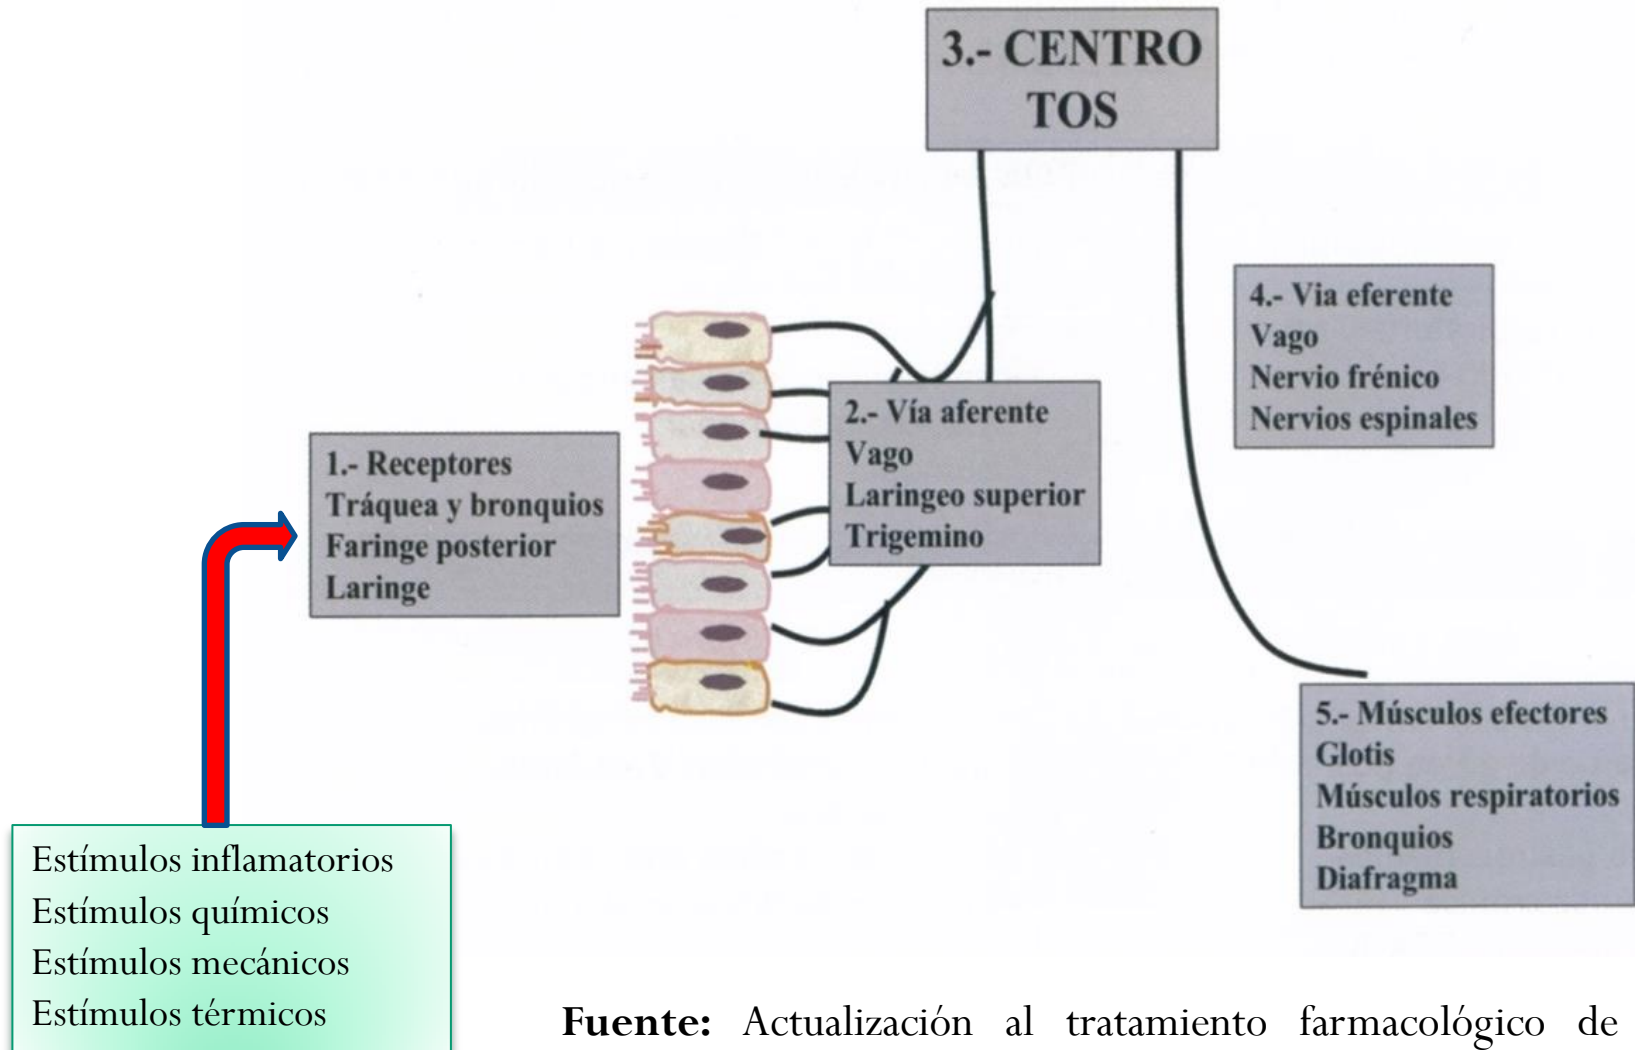 3.- CENTRO
TOS
4.- Via eferente
Vago
Nervio frénico
Nervios espinales
2.- Vía aferente
Vago
Laringeo superior
Trigemino
1.- Receptores
Tráquea y bronquios
Faringe posterior
Laringe
5.- Músculos efectores
Glotis
Músculos respiratorios
Bronquios
Diafragma
Estímulos inflamatorios
Estímulos químicos
Estímulos mecánicos
Estímulos térmicos
Fuente: Actualización al tratamiento farmacológico de